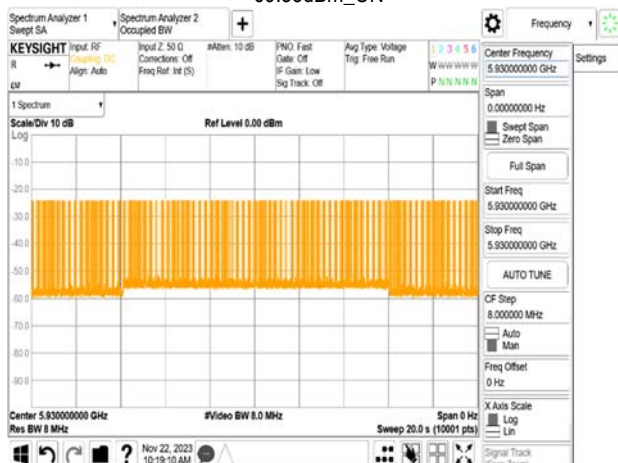 Spectrum Analyzer 1
Swept SA
Spectrum Analyzer 2
Occupied BW
+
Frequency
KEYSIGHT
R
Input: RF
Coupling: DC
Align: Auto
Input Z: 50 Ω
Corrections: Off
Freq Ref: Int (S)
#Atten: 10 dB
PNO: Fast
Gate: Off
IF Gain: Low
Sig Track: Off
Avg Type: Voltage
Trig: Free Run
1 2 3 4 5 6
W W W W W W
P N N N N N
Settings
1 Spectrum
Scale/Div 10 dB
Ref Level 0.00 dBm
Log
-10.0
-20.0
-30.0
-40.0
-50.0
-60.0
-70.0
-80.0
-90.0
Center 5.930000000 GHz
#Video BW 8.0 MHz
Span 0 Hz
Res BW 8 MHz
Sweep 20.0 s (10001 pts)
Center Frequency
5.930000000 GHz
Span
0.00000000 Hz
Swept Span
Zero Span
Full Span
Start Freq
5.930000000 GHz
Stop Freq
5.930000000 GHz
AUTO TUNE
CF Step
8.000000 MHz
Auto
Man
Freq Offset
0 Hz
X Axis Scale
Log
Lin
Signal Track
Nov 22, 2023
10:19:10 AM